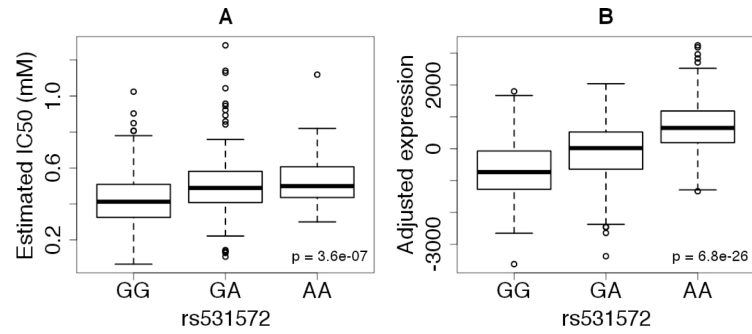 A
Estimated IC50 (mM)
1.0
0.6
0.2
p = 3.6e-07
GG GA AA
rs531572
B
Adjusted expression
2000
0
-3000
p = 6.8e-26
GG GA AA
rs531572